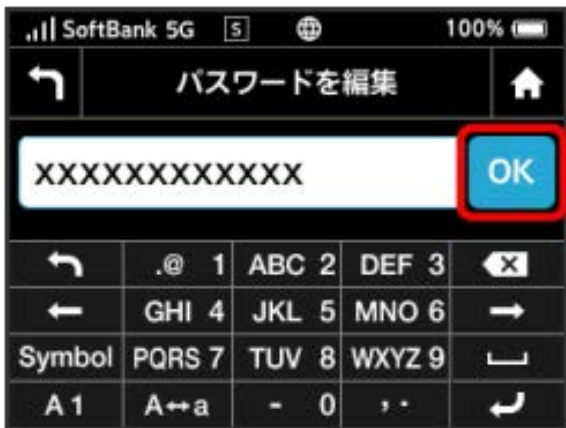 SoftBank 5G S 100%
パスワードを編集
XXXXXXXXXXXX OK
.@ 1 ABC 2 DEF 3
GHI 4 JKL 5 MNO 6
Symbol PQRS 7 TUV 8 WXYZ 9
A 1 A↔a - 0 , .